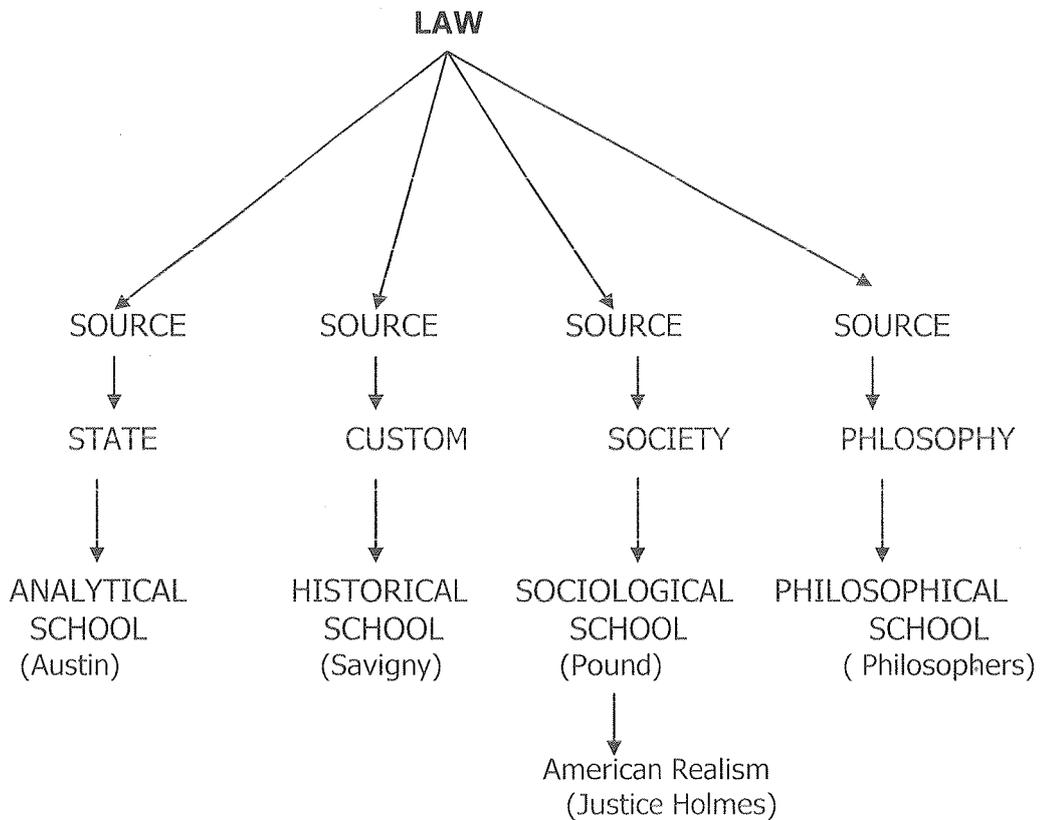 LAW
SOURCE SOURCE SOURCE SOURCE
STATE CUSTOM SOCIETY PHLOSOPHY
ANALYTICAL HISTORICAL SOCIOLOGICAL PHILOSOPHICAL
SCHOOL SCHOOL SCHOOL SCHOOL
(Austin) (Savigny) (Pound) ( Philosophers)
American Realism
(Justice Holmes)